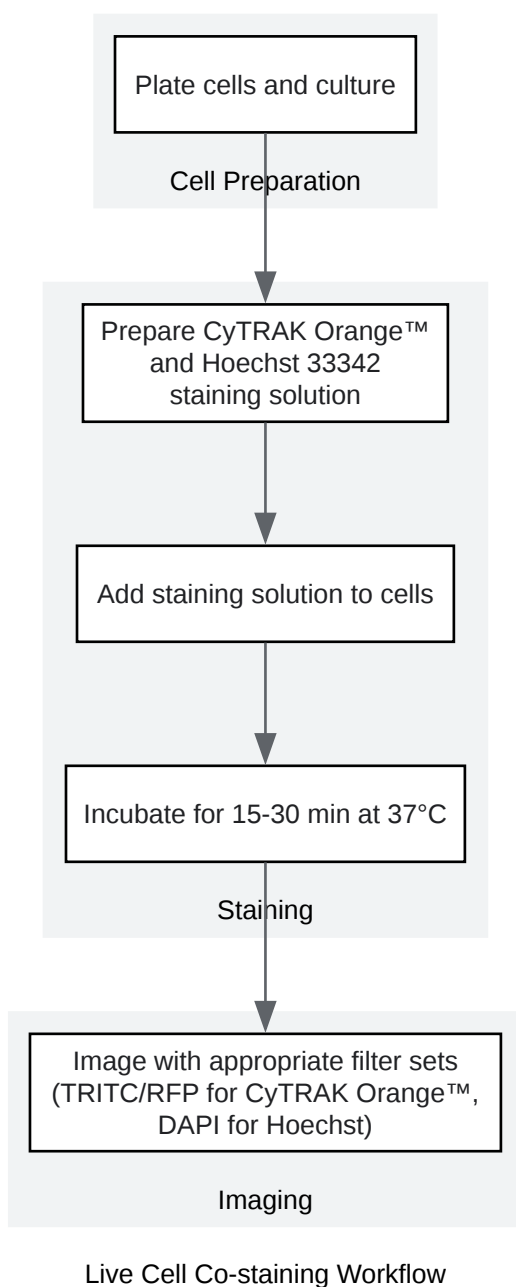 Plate cells and culture
Cell Preparation
Prepare CyTRAK Orange™
and Hoechst 33342
staining solution
Add staining solution to cells
Incubate for 15-30 min at 37°C
Staining
Image with appropriate filter sets
(TRITC/RFP for CyTRAK Orange™,
DAPI for Hoechst)
Imaging
Live Cell Co-staining Workflow